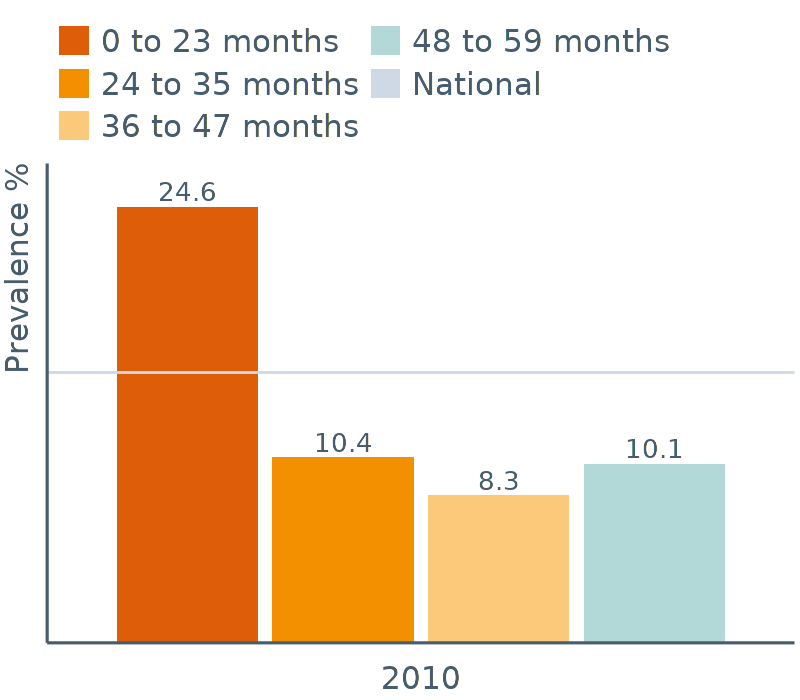 0 to 23 months
24 to 35 months
36 to 47 months
48 to 59 months
National
Prevalence %
24.6
10.4
8.3
10.1
2010